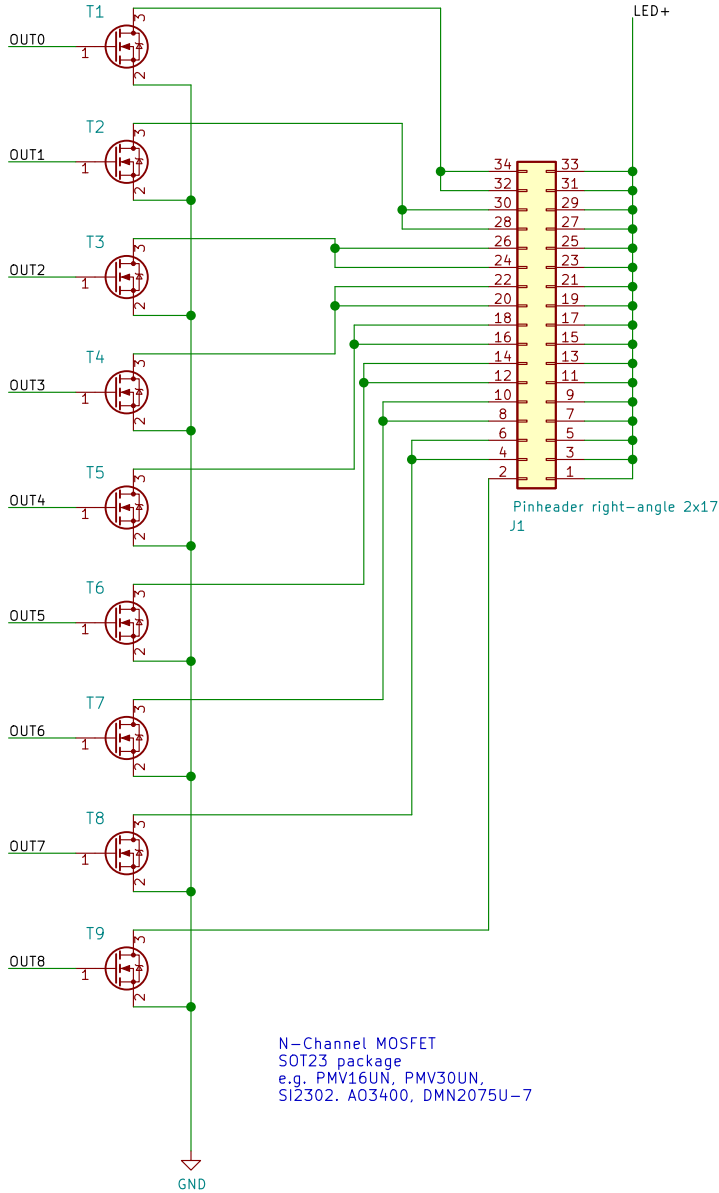 LED+
T1
3
OUT0
1
2
T2
3
OUT1
1
2
34 33
32 31
30 29
28 27
T3
3
26 25
OUT2
1
24 23
2
22 21
20 19
18 17
T4
3
16 15
14 13
OUT3
1
12 11
2
10 9
8 7
6 5
4 3
T5
3
2 1
OUT4
1
2
Pinheader right-angle 2x17
J1
T6
3
OUT5
1
2
T7
3
OUT6
1
2
T8
3
OUT7
1
2
T9
3
OUT8
1
2
N-Channel MOSFET
SOT23 package
e.g. PMV16UN, PMV30UN,
SI2302. AO3400, DMN2075U-7
GND